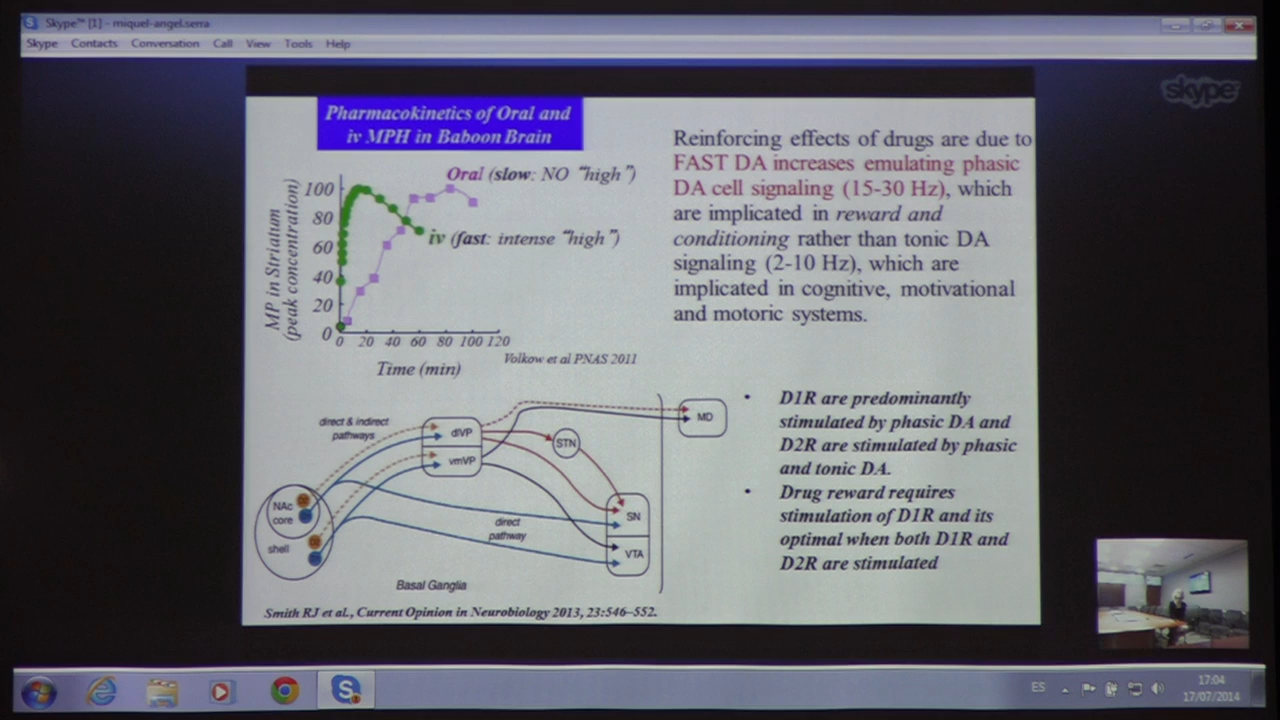 Skype™ [1] - miquel-angel.serra
Skype Contacts Conversation Call View Tools Help
skype
Pharmacokinetics of Oral and
iv MPH in Baboon Brain
Oral (slow: NO "high")
iv (fast: intense "high")
MP in Striatum
(peak concentration)
100
80
60
40
20
0
0 20 40 60 80 100 120
Time (min)
Volkow et al PNAS 2011
Reinforcing effects of drugs are due to
FAST DA increases emulating phasic
DA cell signaling (15-30 Hz), which
are implicated in reward and
conditioning rather than tonic DA
signaling (2-10 Hz), which are
implicated in cognitive, motivational
and motoric systems.
direct & indirect
pathways
dlVP
vmVP
STN
MD
NAc
core
shell
D2
D2
SN
VTA
direct
pathway
Basal Ganglia
Smith RJ et al., Current Opinion in Neurobiology 2013, 23:546–552.
• D1R are predominantly
stimulated by phasic DA and
D2R are stimulated by phasic
and tonic DA.
• Drug reward requires
stimulation of D1R and its
optimal when both D1R and
D2R are stimulated
ES
17:04
17/07/2014